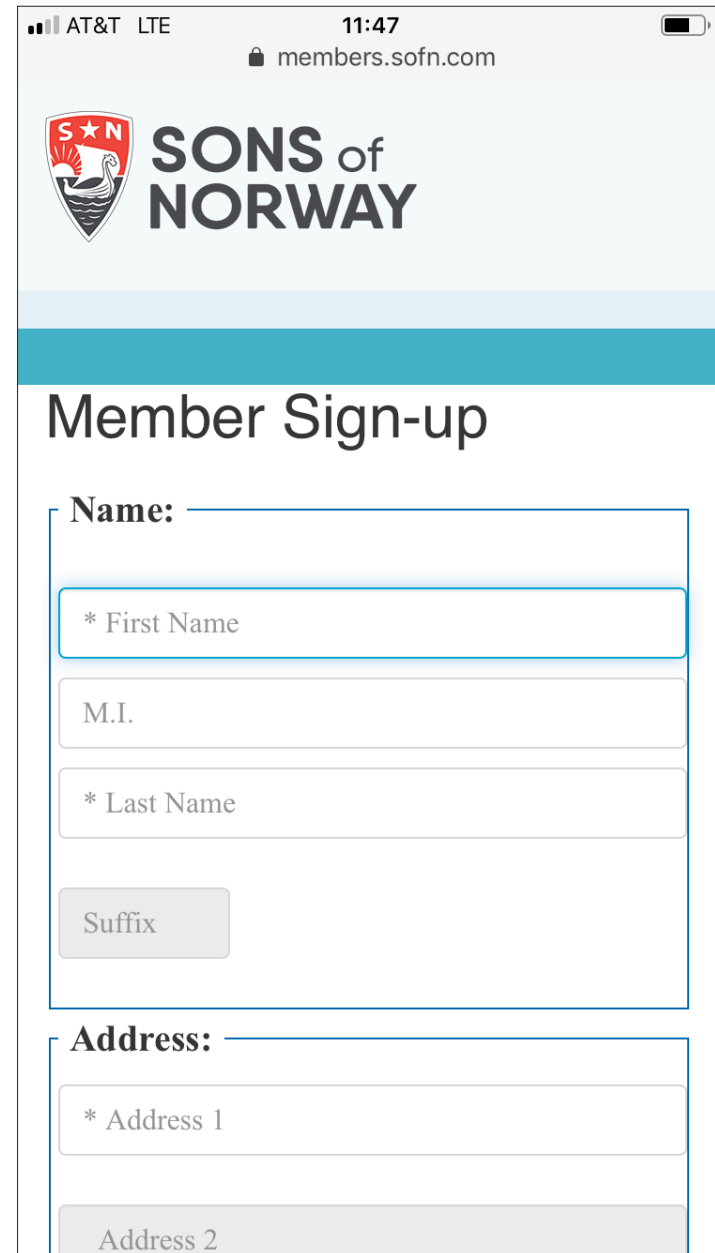 AT&T LTE 11:47
members.sofn.com
S★N
SONS of
NORWAY
Member Sign-up
Name:
* First Name
M.I.
* Last Name
Suffix
Address:
* Address 1
Address 2